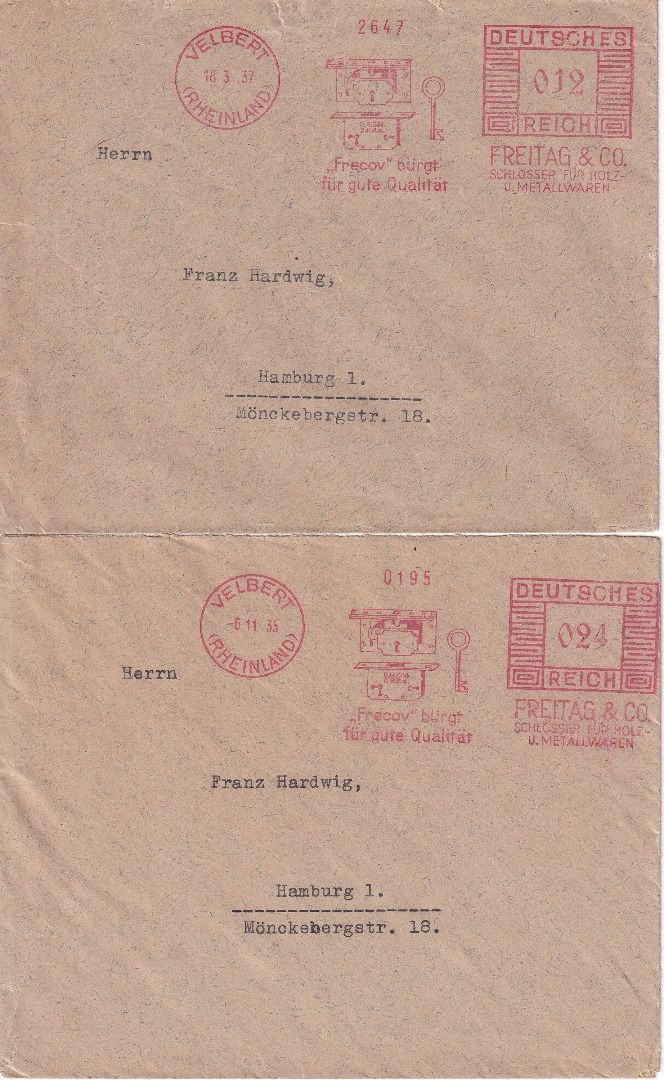 VELBERT
18.3.37
(RHEINLAND)
2647
D.R.G.M.
„Frecov" bürgt
für gute Qualität
DEUTSCHES
012
REICH
FREITAG & CO.
SCHLÖSSER FÜR HOLZ-
U. METALLWAREN
Herrn
Franz Hardwig,
Hamburg 1.
Mönckebergstr. 18.
VELBERT
-6.11.35
(RHEINLAND)
0195
„Frecov" bürgt
für gute Qualität
DEUTSCHES
024
REICH
FREITAG & CO.
SCHLÖSSER FÜR HOLZ-
U. METALLWAREN
Herrn
Franz Hardwig,
Hamburg 1.
Mönckebergstr. 18.